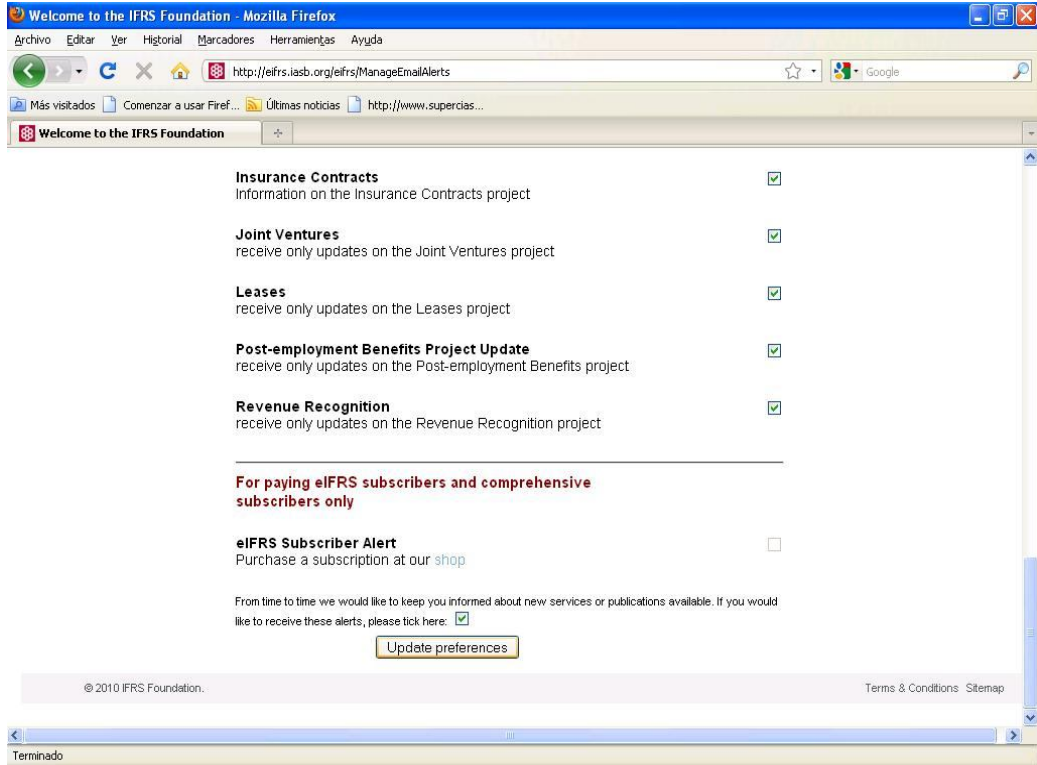 Welcome to the IFRS Foundation - Mozilla Firefox
Archivo Editar Ver Historial Marcadores Herramientas Ayuda
http://eifrs.iasb.org/eifrs/ManageEmailAlerts
Google
Más visitados Comenzar a usar Firef... Últimas noticias http://www.supercias...
Welcome to the IFRS Foundation
Insurance Contracts
Information on the Insurance Contracts project
Joint Ventures
receive only updates on the Joint Ventures project
Leases
receive only updates on the Leases project
Post-employment Benefits Project Update
receive only updates on the Post-employment Benefits project
Revenue Recognition
receive only updates on the Revenue Recognition project
For paying eIFRS subscribers and comprehensive
subscribers only
eIFRS Subscriber Alert
Purchase a subscription at our shop
From time to time we would like to keep you informed about new services or publications available. If you would
like to receive these alerts, please tick here:
Update preferences
© 2010 IFRS Foundation. Terms & Conditions Sitemap
Terminado